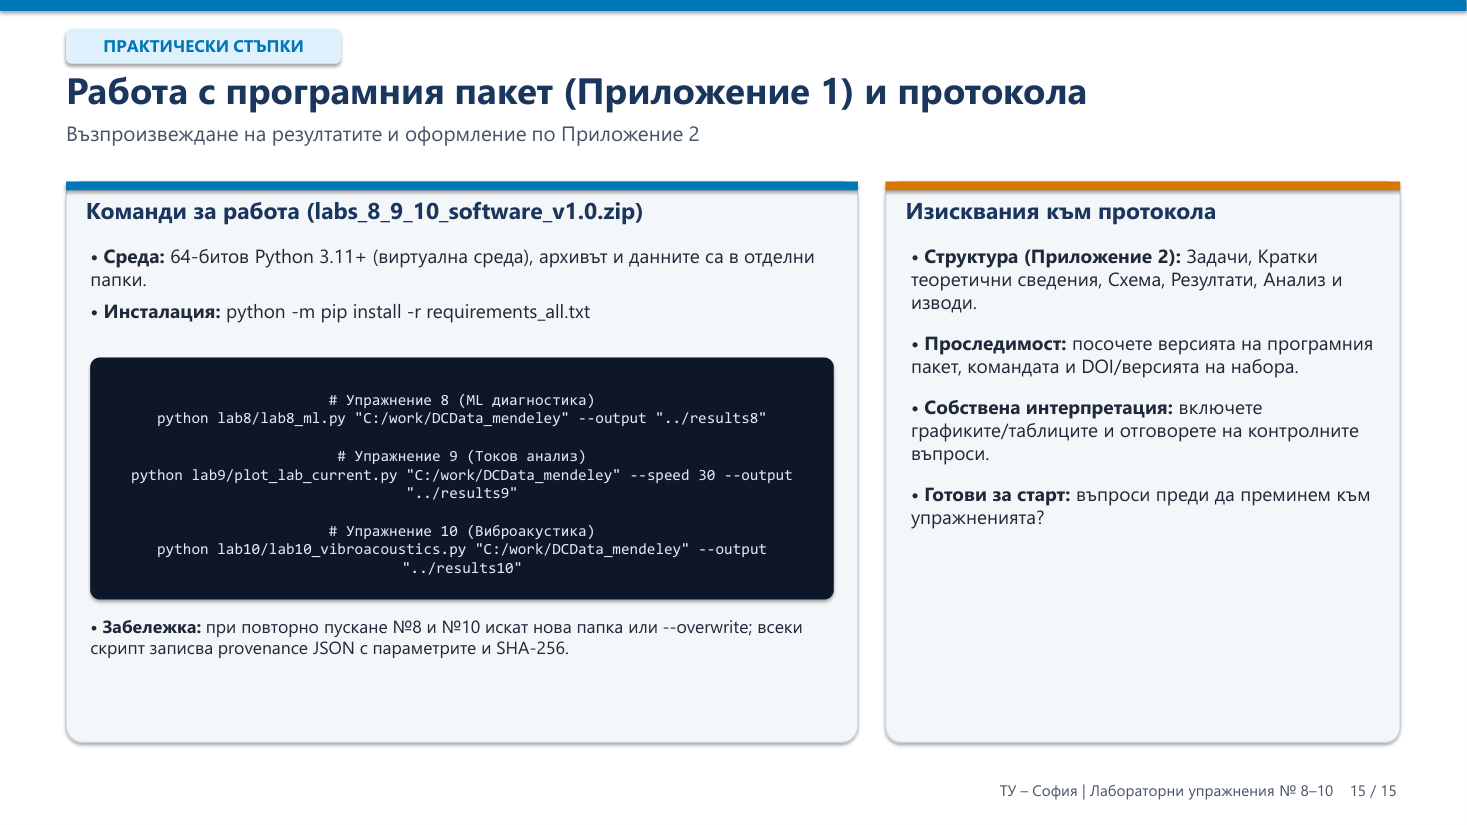 ПРАКТИЧЕСКИ СТЪПКИ
Работа с програмния пакет (Приложение 1) и протокола
Възпроизвеждане на резултатите и оформление по Приложение 2
Команди за работа (labs_8_9_10_software_v1.0.zip)
• Среда: 64-битов Python 3.11+ (виртуална среда), архивът и данните са в отделни
папки.
• Инсталация: python -m pip install -r requirements_all.txt
# Упражнение 8 (ML диагностика)
python lab8/lab8_ml.py "C:/work/DCData_mendeley" --output "../results8"
# Упражнение 9 (Токов анализ)
python lab9/plot_lab_current.py "C:/work/DCData_mendeley" --speed 30 --output
"../results9"
# Упражнение 10 (Виброакустика)
python lab10/lab10_vibroacoustics.py "C:/work/DCData_mendeley" --output
"../results10"
• Забележка: при повторно пускане №8 и №10 искат нова папка или --overwrite; всеки
скрипт записва provenance JSON с параметрите и SHA-256.
Изисквания към протокола
• Структура (Приложение 2): Задачи, Кратки
теоретични сведения, Схема, Резултати, Анализ и
изводи.
• Проследимост: посочете версията на програмния
пакет, командата и DOI/версията на набора.
• Собствена интерпретация: включете
графиките/таблиците и отговорете на контролните
въпроси.
• Готови за старт: въпроси преди да преминем към
упражненията?
ТУ – София | Лабораторни упражнения № 8–10 15 / 15